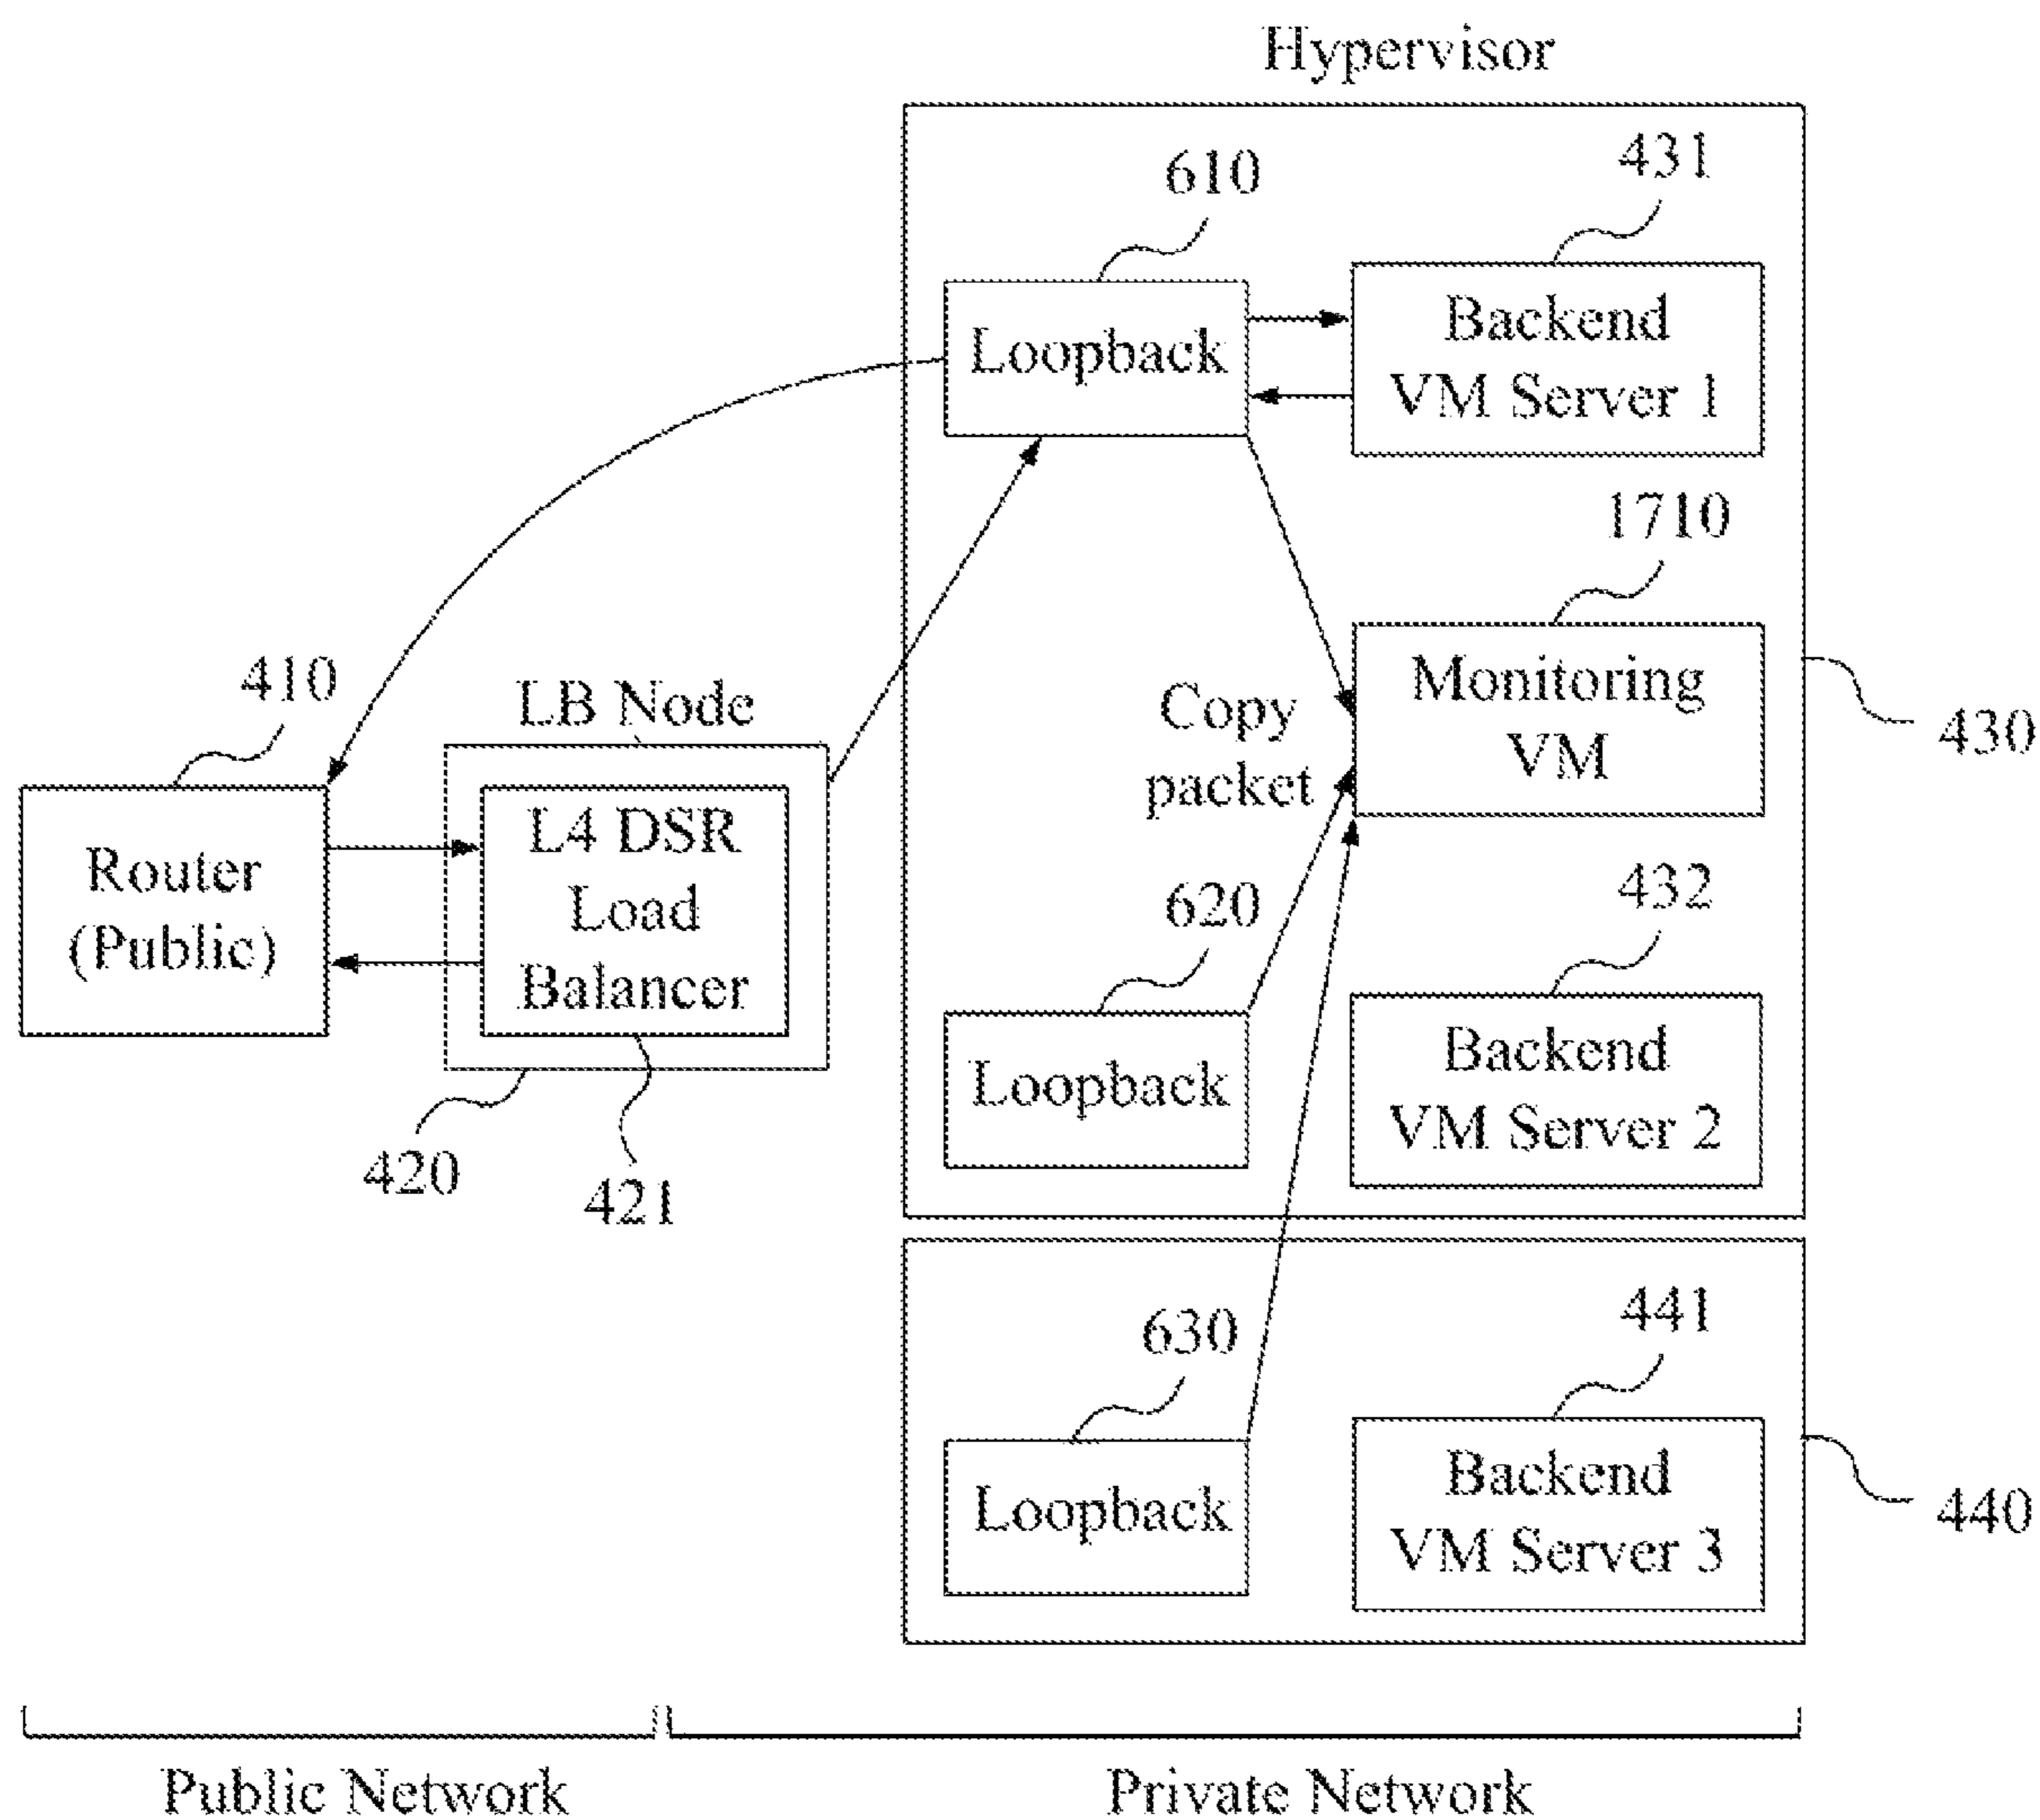 Hypervisor
610
431
Loopback
Backend
VM Server 1
1710
Monitoring
VM
430
Copy
packet
410
LB Node
Router
(Public)
L4 DSR
Load
Balancer
420
421
620
432
Loopback
Backend
VM Server 2
630
441
Loopback
Backend
VM Server 3
440
Public Network
Private Network